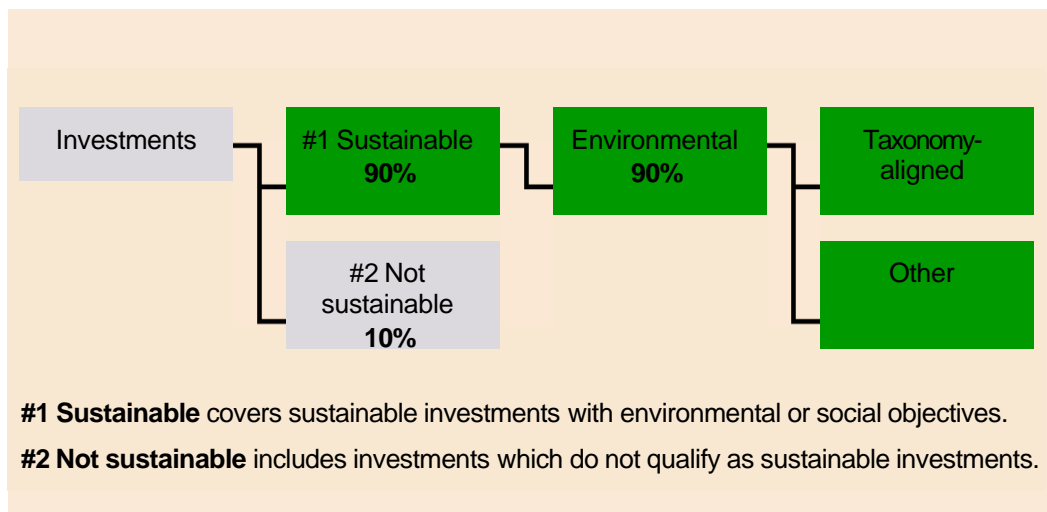 Investments
#1 Sustainable
90%
Environmental
90%
Taxonomy-
aligned
#2 Not
sustainable
10%
Other
#1 Sustainable covers sustainable investments with environmental or social objectives.
#2 Not sustainable includes investments which do not qualify as sustainable investments.